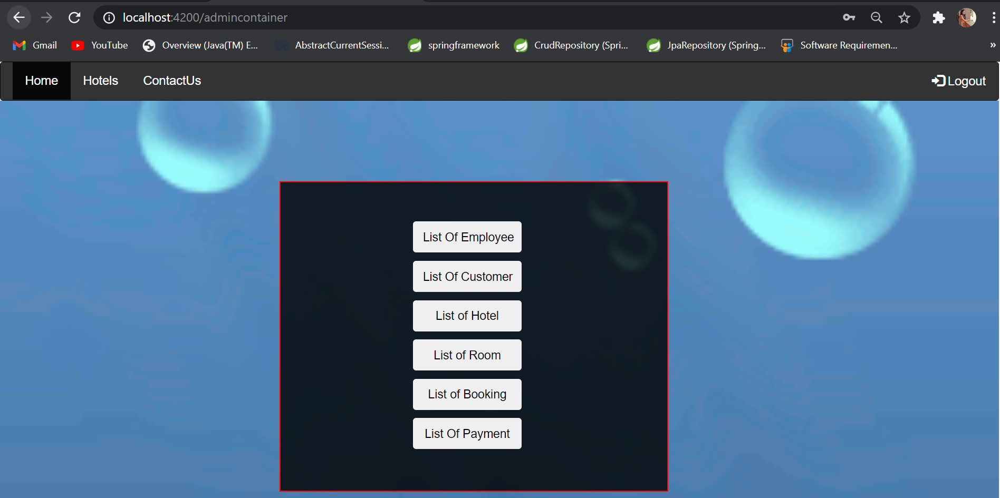 localhost:4200/admincontainer
Gmail YouTube Overview (Java(TM) E... AbstractCurrentSessi... springframework CrudRepository (Spri... JpaRepository (Spring... Software Requiremen... »
Home Hotels ContactUs Logout
List Of Employee
List Of Customer
List of Hotel
List of Room
List of Booking
List Of Payment